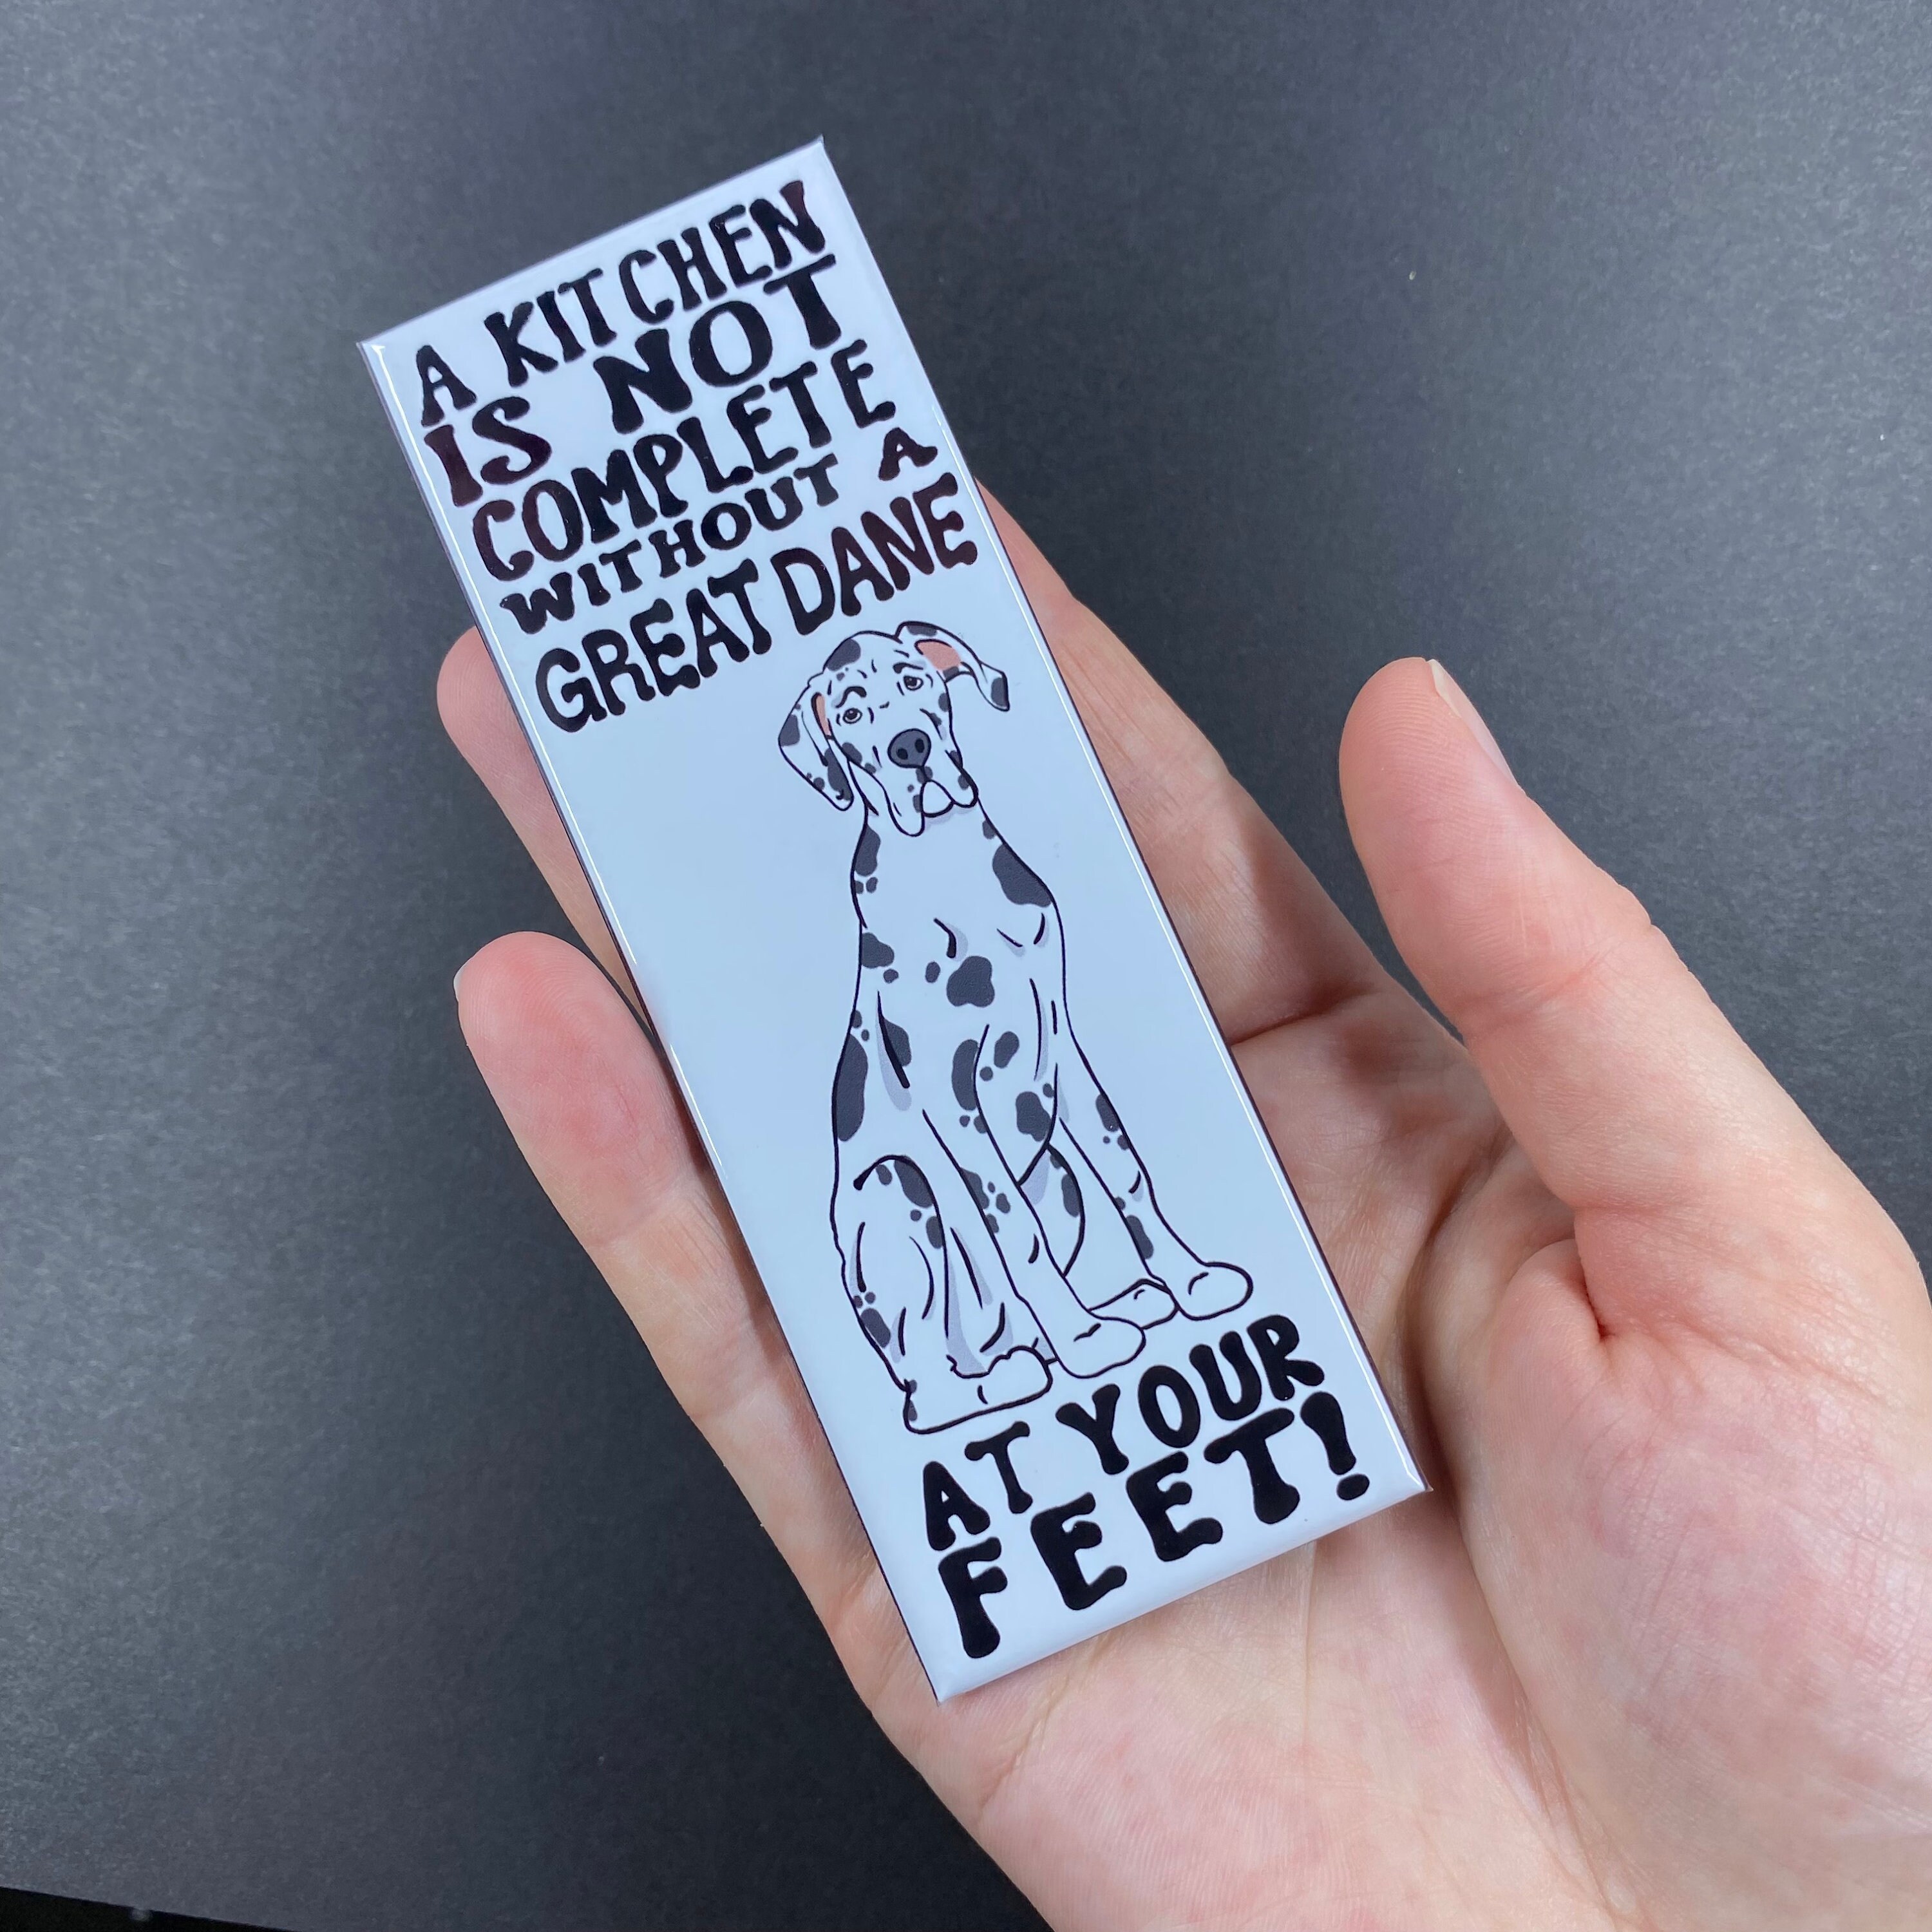 A KITCHEN
IS NOT
COMPLETE
WITHOUT A
GREAT DANE
AT YOUR
FEET!